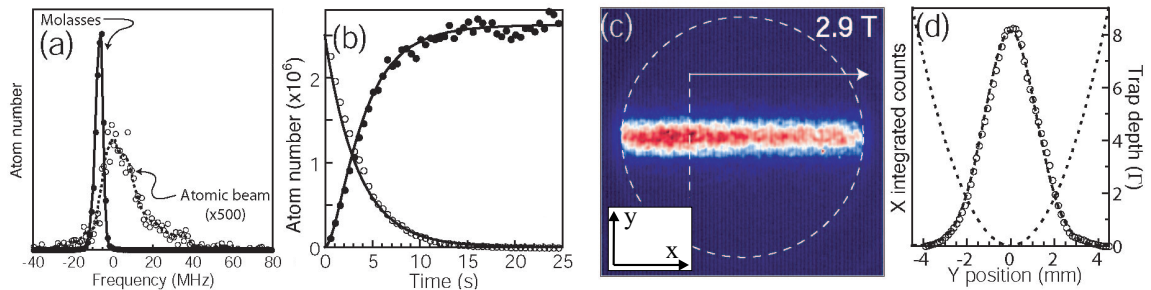 (a)
Molasses
Atomic beam
(x500)
Atom number
-40
-20
0
20
40
60
80
Frequency (MHz)
(b)
Atom number (x10⁶)
2
1
0
0
5
10
15
20
25
Time (s)
(c)
2.9 T
y
x
(d)
X integrated counts
-4
-2
0
2
4
Y position (mm)
8
6
4
2
0
Trap depth (Γ)